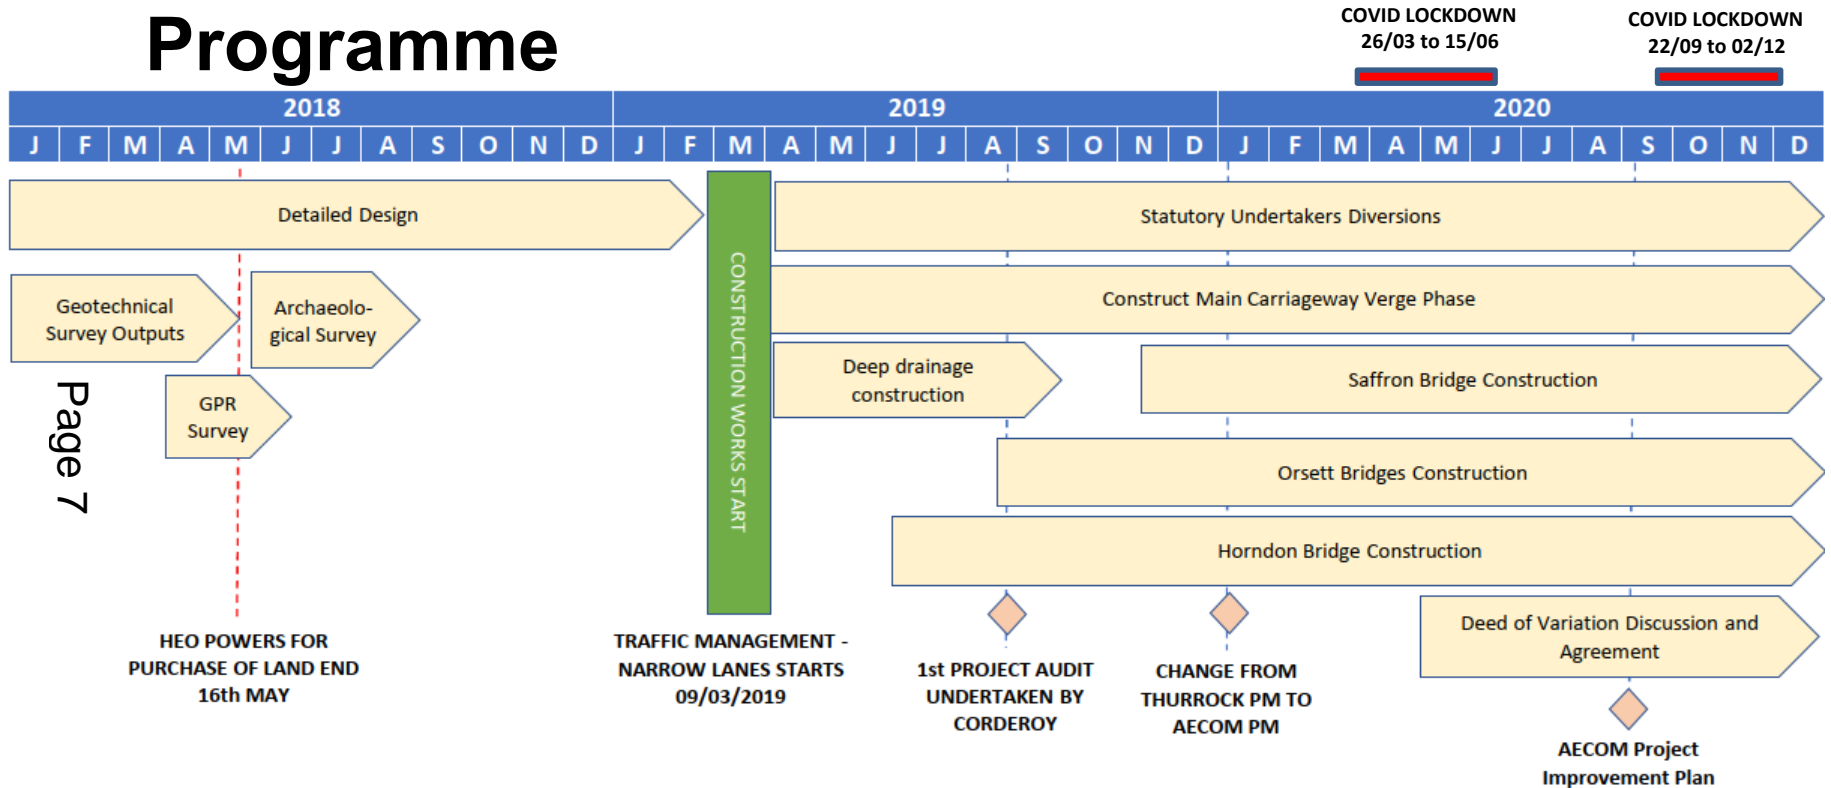 Programme
COVID LOCKDOWN
26/03 to 15/06
COVID LOCKDOWN
22/09 to 02/12
2018 2019 2020
J F M A M J J A S O N D J F M A M J J A S O N D J F M A M J J A S O N D
Detailed Design
Statutory Undertakers Diversions
Geotechnical
Survey Outputs
Archaeolo-
gical Survey
Construct Main Carriageway Verge Phase
GPR
Survey
Deep drainage
construction
Saffron Bridge Construction
Orsett Bridges Construction
Horndon Bridge Construction
Deed of Variation Discussion and
Agreement
CONSTRUCTION WORKS START
Page 7
HEO POWERS FOR
PURCHASE OF LAND END
16th MAY
TRAFFIC MANAGEMENT -
NARROW LANES STARTS
09/03/2019
1st PROJECT AUDIT
UNDERTAKEN BY
CORDEROY
CHANGE FROM
THURROCK PM TO
AECOM PM
AECOM Project
Improvement Plan